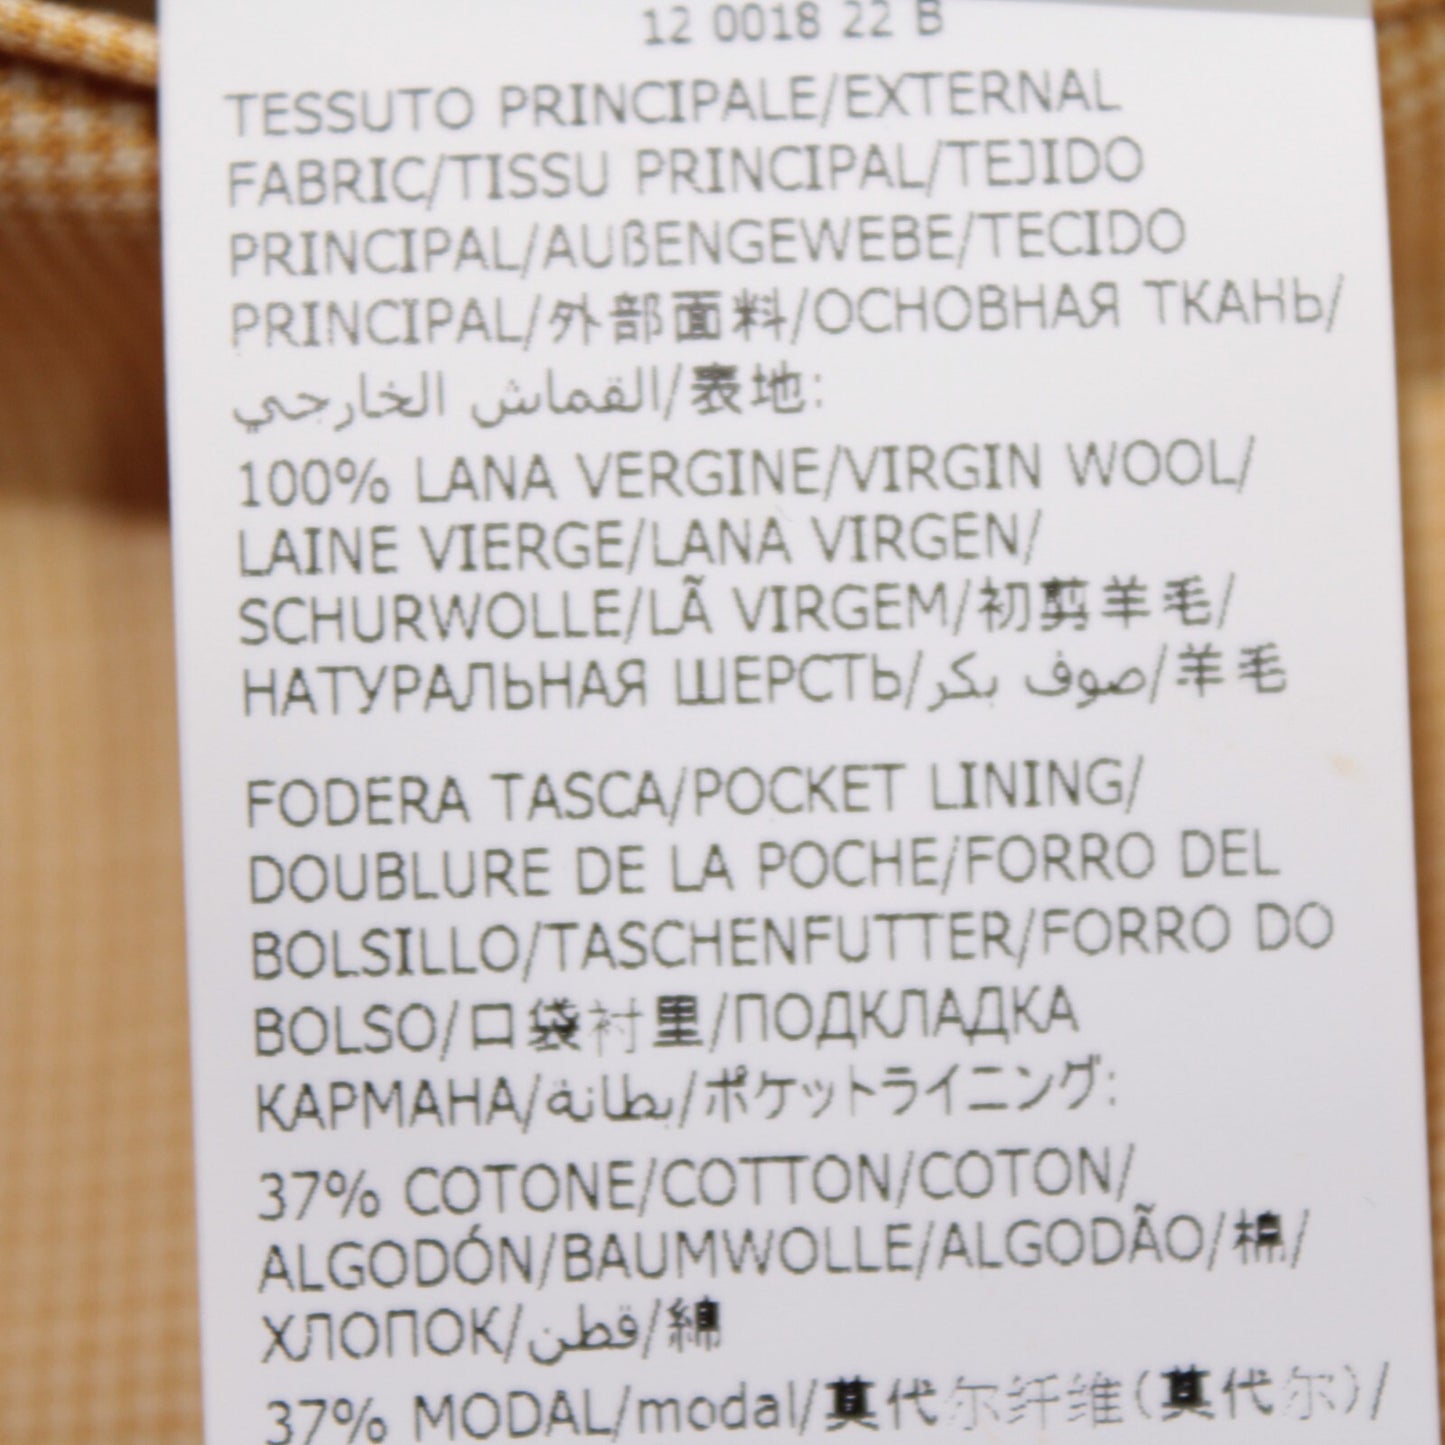 12 0018 22 B
TESSUTO PRINCIPALE/EXTERNAL
FABRIC/TISSU PRINCIPAL/TEJIDO
PRINCIPAL/AUßENGEWEBE/TECIDO
PRINCIPAL/外部面料/ОСНОВНАЯ ТКАНЬ/
القماش الخارجي/表地:
100% LANA VERGINE/VIRGIN WOOL/
LAINE VIERGE/LANA VIRGEN/
SCHURWOLLE/LÃ VIRGEM/初剪羊毛/
НАТУРАЛЬНАЯ ШЕРСТЬ/صوف بكر/羊毛
FODERA TASCA/POCKET LINING/
DOUBLURE DE LA POCHE/FORRO DEL
BOLSILLO/TASCHENFUTTER/FORRO DO
BOLSO/口袋衬里/ПОДКЛАДКА
КАРМАНА/بطانة/ポケットライニング:
37% COTONE/COTTON/COTON/
ALGODÓN/BAUMWOLLE/ALGODÃO/棉/
ХЛОПОК/قطن/綿
37% MODAL/modal/莫代尔纤维(莫代尔)/